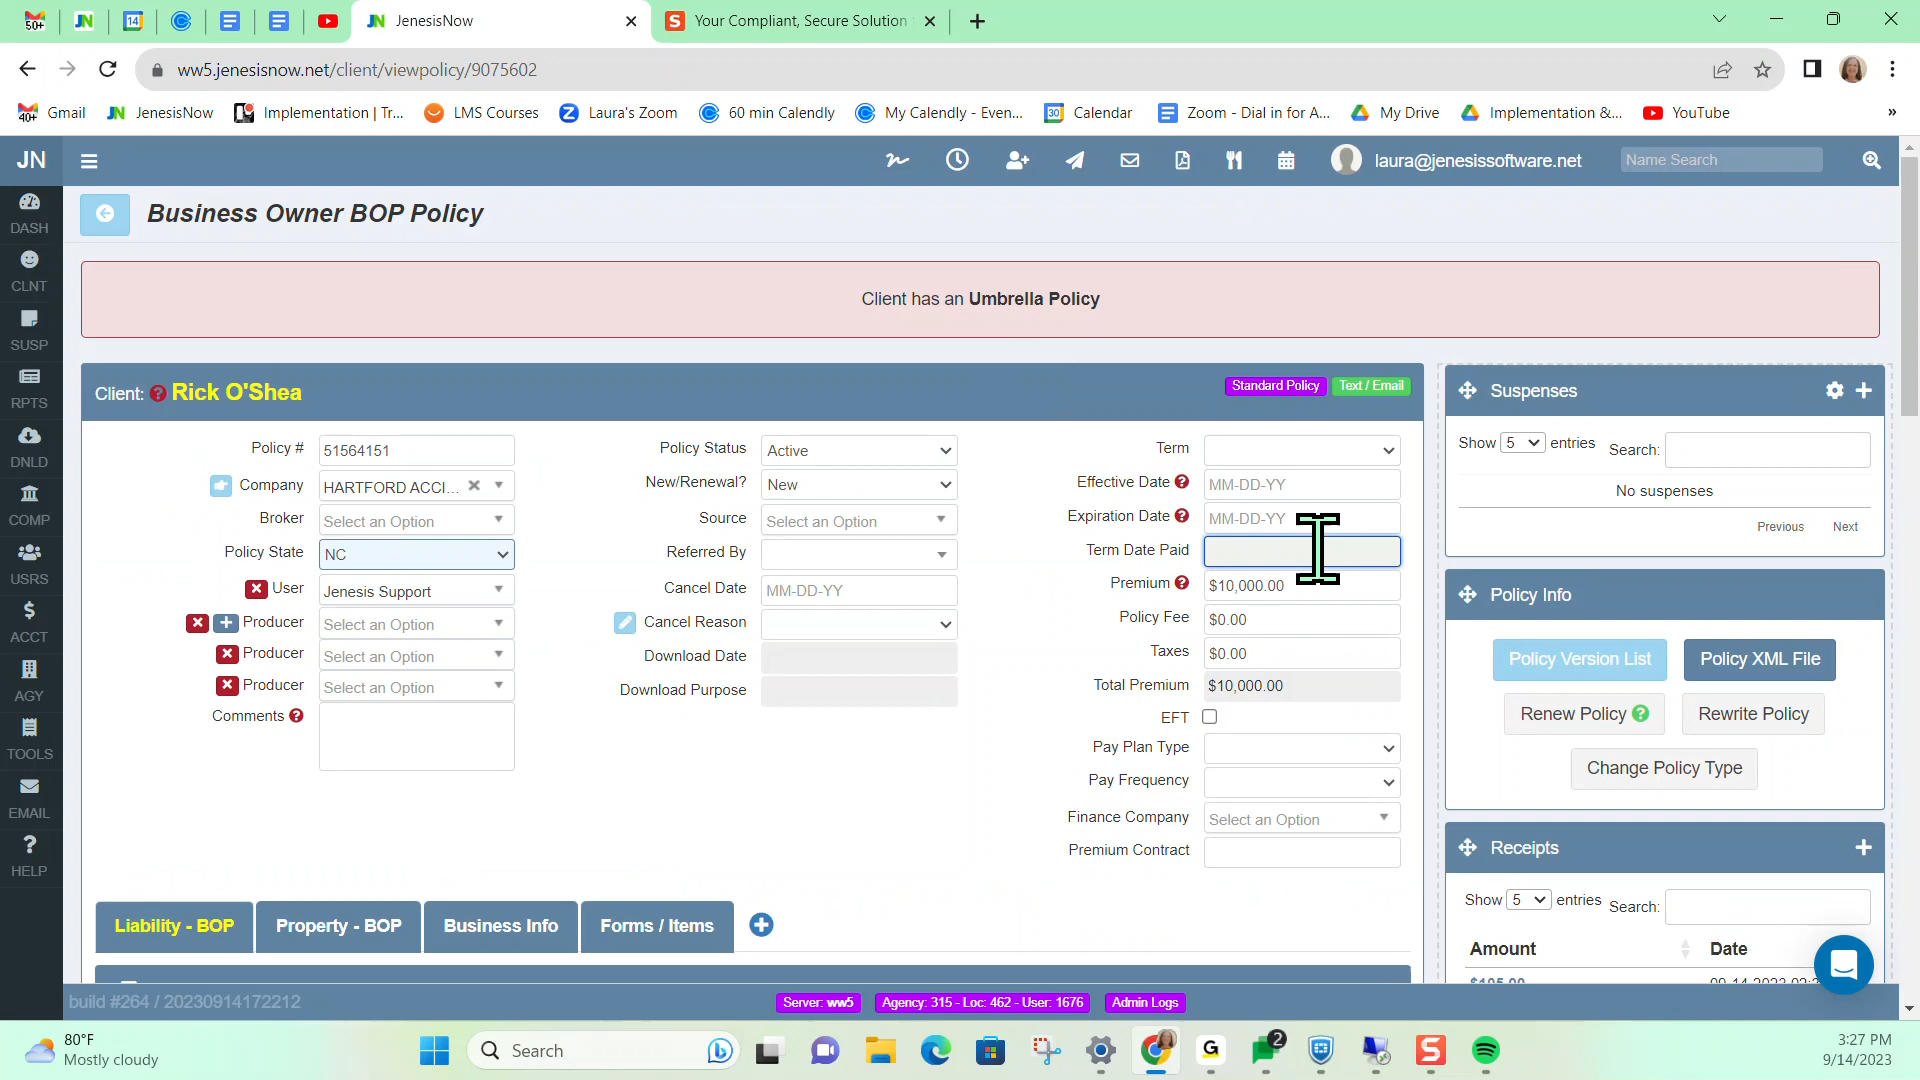 50+
JN
14
JenesisNow
Your Compliant, Secure Solution
ww5.jenesisnow.net/client/viewpolicy/9075602
40+ Gmail
JenesisNow
Implementation | Tr...
LMS Courses
Laura's Zoom
60 min Calendly
My Calendly - Even...
30 Calendar
Zoom - Dial in for A...
My Drive
Implementation &...
YouTube
»
JN
laura@jenesissoftware.net
Name Search
DASH
CLNT
SUSP
RPTS
DNLD
COMP
USRS
ACCT
AGY
TOOLS
EMAIL
HELP
Business Owner BOP Policy
Client has an Umbrella Policy
Client: Rick O'Shea
Standard Policy
Text / Email
Policy # 51564151
Company HARTFORD ACCI...
Broker Select an Option
Policy State NC
User Jenesis Support
Producer Select an Option
Producer Select an Option
Producer Select an Option
Comments
Policy Status Active
New/Renewal? New
Source Select an Option
Referred By
Cancel Date MM-DD-YY
Cancel Reason
Download Date
Download Purpose
Term
Effective Date MM-DD-YY
Expiration Date MM-DD-YY
Term Date Paid
Premium $10,000.00
Policy Fee $0.00
Taxes $0.00
Total Premium $10,000.00
EFT
Pay Plan Type
Pay Frequency
Finance Company Select an Option
Premium Contract
Liability - BOP
Property - BOP
Business Info
Forms / Items
Suspenses
Show 5 entries Search:
No suspenses
Previous Next
Policy Info
Policy Version List
Policy XML File
Renew Policy
Rewrite Policy
Change Policy Type
Receipts
Show 5 entries Search:
Amount Date
build #264 / 20230914172212
Server: ww5
Agency: 315 - Loc: 462 - User: 1676
Admin Logs
80°F
Mostly cloudy
Search
2
3:27 PM
9/14/2023